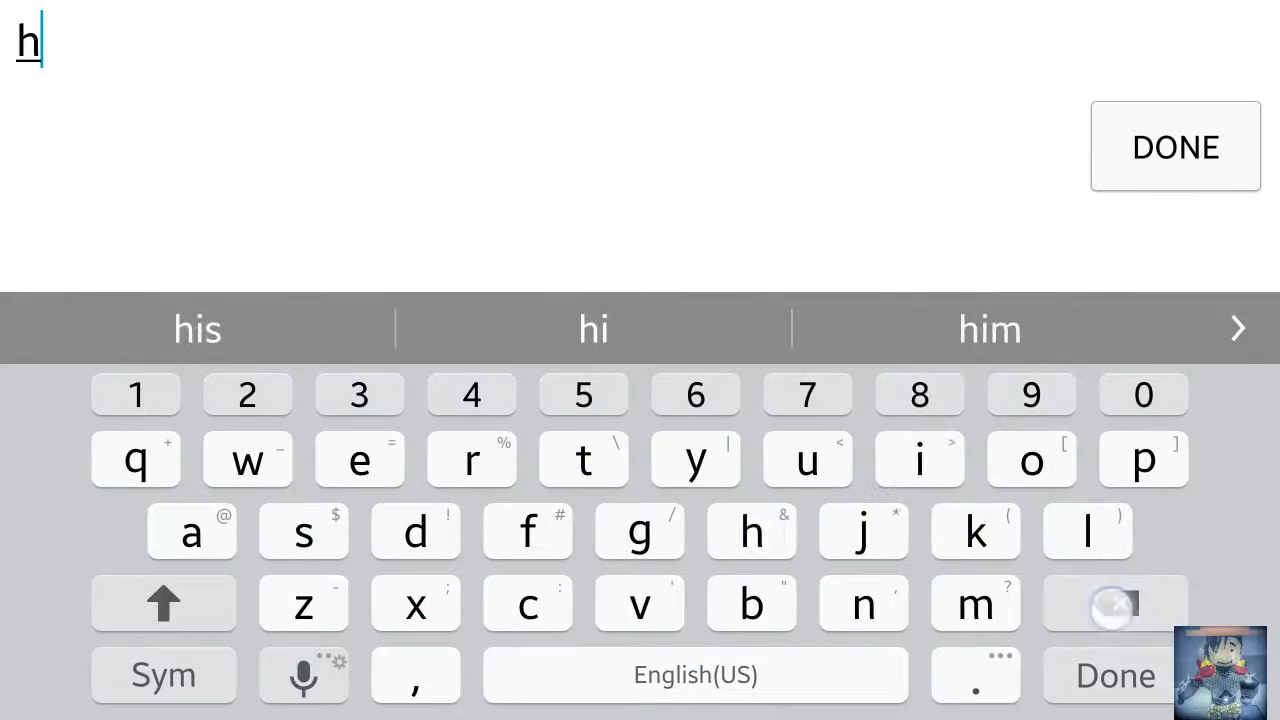 h
DONE
his hi him
1 2 3 4 5 6 7 8 9 0
q + w _ e = r % t \ y | u < i > o [ p ]
a @ s $ d ! f # g / h & j * k ( l )
z - x ; c : v ' b " n , m ?
Sym , English(US) . Done